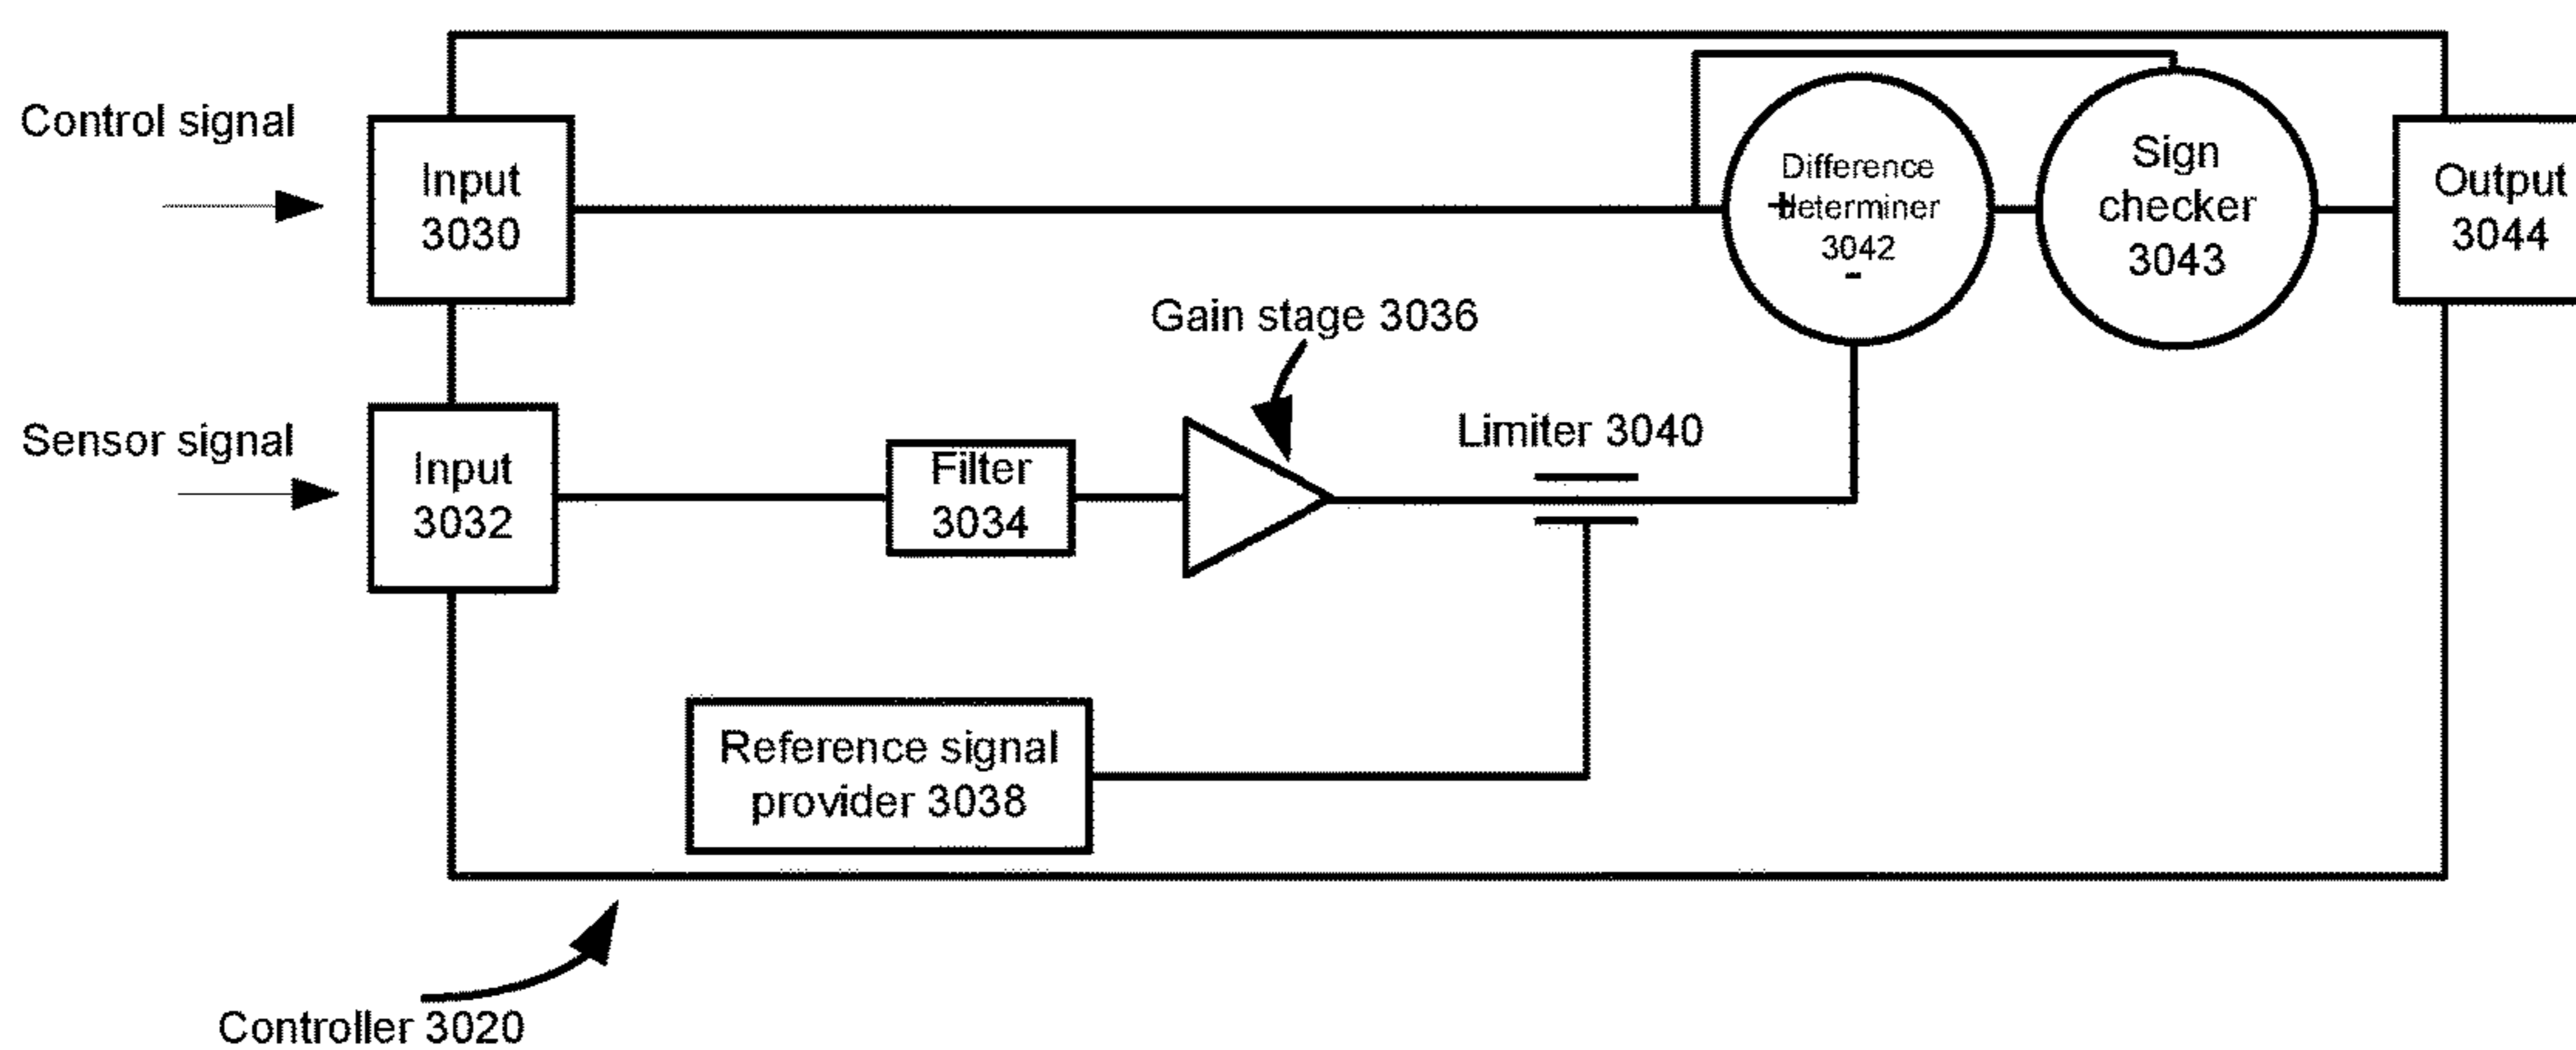 Control signal
Input
3030
Difference
+
determiner
3042
-
Sign
checker
3043
Output
3044
Gain stage 3036
Sensor signal
Input
3032
Filter
3034
Limiter 3040
Reference signal
provider 3038
Controller 3020